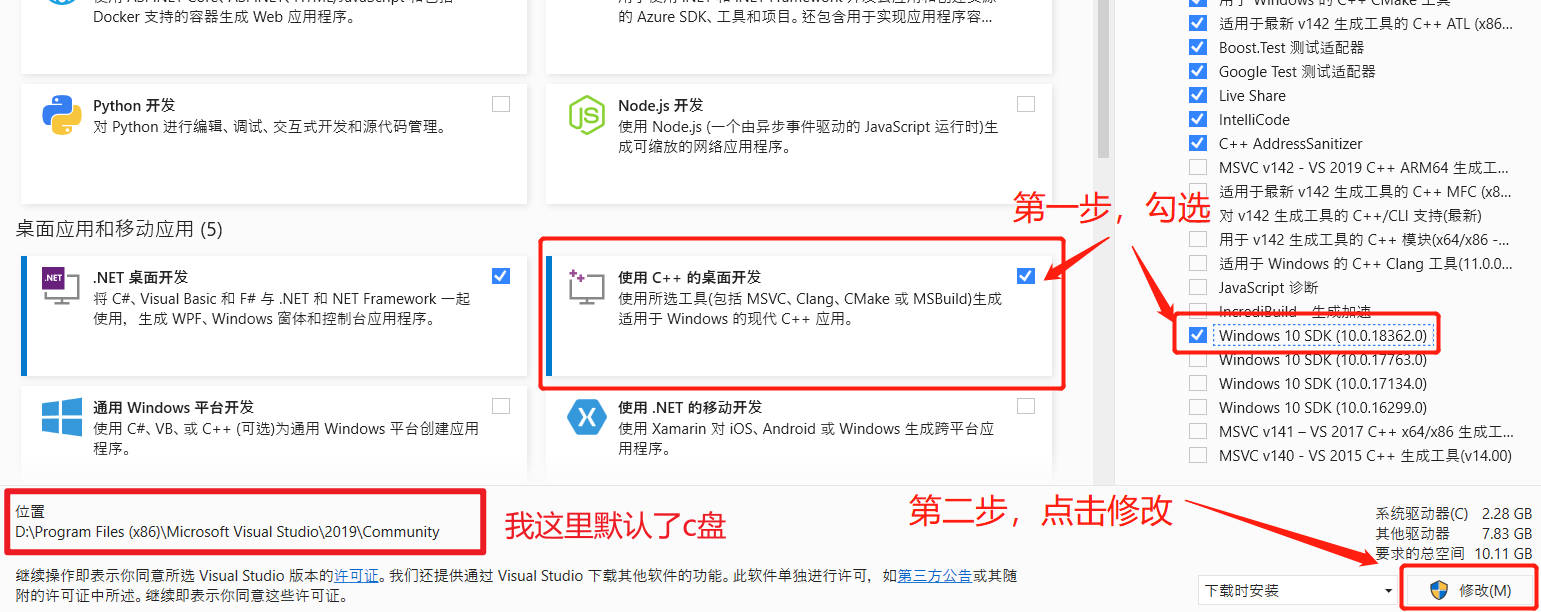 Docker 支持的容器生成 Web 应用程序。
的 Azure SDK、工具和项目。还包含用于实现应用程序容...
Python 开发
对 Python 进行编辑、调试、交互式开发和源代码管理。
Node.js 开发
使用 Node.js (一个由异步事件驱动的 JavaScript 运行时)生
成可缩放的网络应用程序。
桌面应用和移动应用 (5)
.NET
.NET 桌面开发
将 C#、Visual Basic 和 F# 与 .NET 和 NET Framework 一起
使用，生成 WPF、Windows 窗体和控制台应用程序。
使用 C++ 的桌面开发
使用所选工具(包括 MSVC、Clang、CMake 或 MSBuild)生成
适用于 Windows 的现代 C++ 应用。
通用 Windows 平台开发
使用 C#、VB、或 C++ (可选)为通用 Windows 平台创建应用
程序。
使用 .NET 的移动开发
使用 Xamarin 对 iOS、Android 或 Windows 生成跨平台应
用程序。
用于 Windows 的 C++ CMake 工具
适用于最新 v142 生成工具的 C++ ATL (x86...
Boost.Test 测试适配器
Google Test 测试适配器
Live Share
IntelliCode
C++ AddressSanitizer
MSVC v142 - VS 2019 C++ ARM64 生成工...
适用于最新 v142 生成工具的 C++ MFC (x8...
对 v142 生成工具的 C++/CLI 支持(最新)
用于 v142 生成工具的 C++ 模块(x64/x86 -...
适用于 Windows 的 C++ Clang 工具(11.0.0...
JavaScript 诊断
IncrediBuild - 生成加速
Windows 10 SDK (10.0.18362.0)
Windows 10 SDK (10.0.17763.0)
Windows 10 SDK (10.0.17134.0)
Windows 10 SDK (10.0.16299.0)
MSVC v141 – VS 2017 C++ x64/x86 生成工...
MSVC v140 - VS 2015 C++ 生成工具(v14.00)
第一步，勾选
位置
D:\Program Files (x86)\Microsoft Visual Studio\2019\Community
我这里默认了c盘
第二步，点击修改
系统驱动器(C) 2.28 GB
其他驱动器 7.83 GB
要求的总空间 10.11 GB
继续操作即表示你同意所选 Visual Studio 版本的许可证。我们还提供通过 Visual Studio 下载其他软件的功能。此软件单独进行许可，如第三方公告或其随
附的许可证中所述。继续即表示你同意这些许可证。
下载时安装
修改(M)